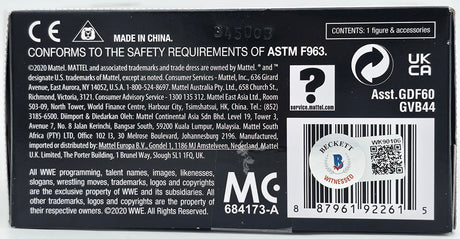 34500B
MADE IN CHINA.
CONTENTS: 1 figure & accessories
CE CONFORMS TO THE SAFETY REQUIREMENTS OF ASTM F963.
©2020 Mattel. MATTEL and associated trademarks and trade dress are owned by Mattel. ® and ™
designate U.S. trademarks of Mattel, except as noted. Consumer Services - Mattel, Inc., 636 Girard
Avenue, East Aurora, NY 14052, U.S.A. 1-800-524-8697. Mattel Australia Pty. Ltd., 658 Church St.,
Richmond, Victoria, 3121. Consumer Advisory Service - 1300 135 312. Mattel East Asia Ltd., Room
503-09, North Tower, World Finance Centre, Harbour City, Tsimshatsui, HK, China. Tel.: (852)
3185-6500. Diimport & Diedarkan Oleh: Mattel Continental Asia Sdn Bhd. Level 19, Tower 3,
Avenue 7, No. 8 Jalan Kerinchi, Bangsar South, 59200 Kuala Lumpur, Malaysia. Mattel South
Africa (PTY) LTD, Office 102 I3, 30 Melrose Boulevard, Johannesburg 2196. Manufactured,
imported or distributed by: Mattel Europa B.V., Gondel 1, 1186 MJ Amstelveen, Nederland. Mattel
U.K. Limited, The Porter Building, 1 Brunel Way, Slough SL1 1FQ, UK.
All WWE programming, talent names, images, likenesses,
slogans, wrestling moves, trademarks, logos and copyrights
are the exclusive property of WWE and its subsidiaries. All
other trademarks, logos and copyrights are the property of
their respective owners. ©2020 WWE. All Rights Reserved.
?
service.mattel.com
UK
CA
Asst.GDF60
GVB44
MC
684173-A
BECKETT
B
WITNESSED
8 87961 92261 5